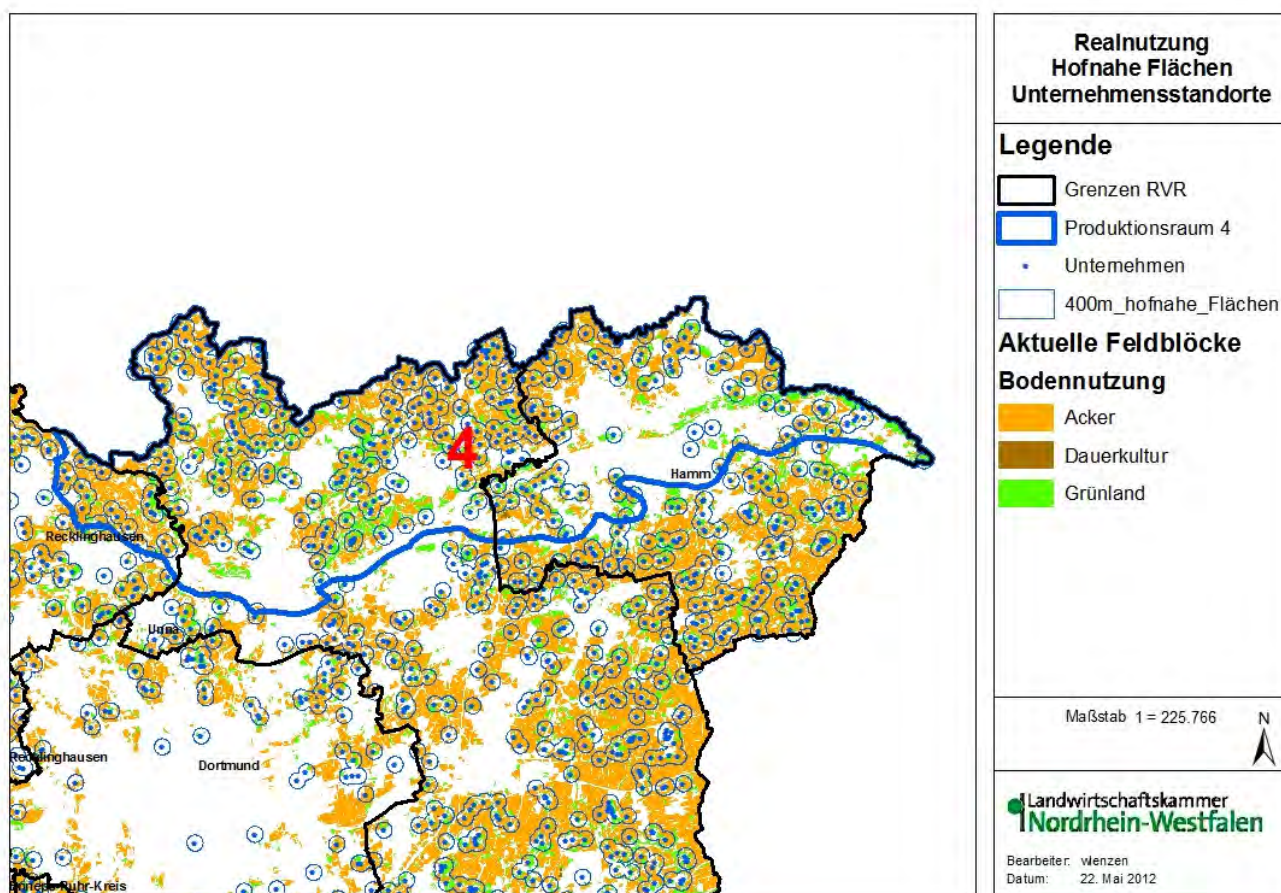 Realnutzung
Hofnahe Flächen
Unternehmensstandorte
Legende
Grenzen RVR
Produktionsraum 4
Unternehmen
400m_hofnahe_Flächen
Aktuelle Feldblöcke
Bodennutzung
Acker
Dauerkultur
Grünland
Maßstab 1 = 225.766
N
Landwirtschaftskammer
Nordrhein-Westfalen
Bearbeiter: wienzen
Datum: 22. Mai 2012
4
Hamm
Recklinghausen
Unna
Recklinghausen
Dortmund